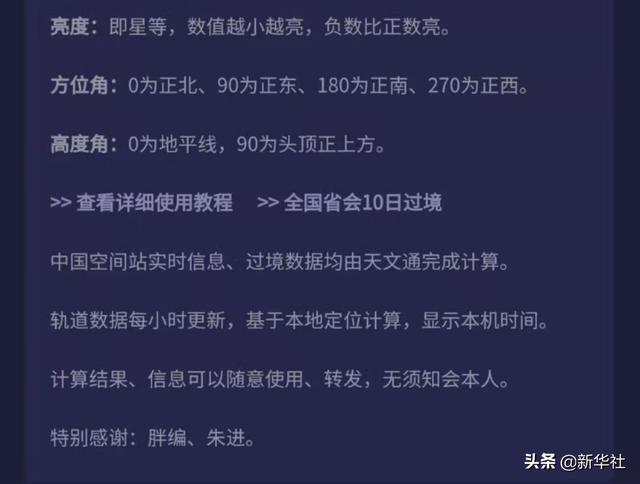 亮度：即星等，数值越小越亮，负数比正数亮。
方位角：0为正北、90为正东、180为正南、270为正西。
高度角：0为地平线，90为头顶正上方。
>> 查看详细使用教程 >> 全国省会10日过境
中国空间站实时信息、过境数据均由天文通完成计算。
轨道数据每小时更新，基于本地定位计算，显示本机时间。
计算结果、信息可以随意使用、转发，无须知会本人。
特别感谢：胖编、朱进。
头条 @新华社